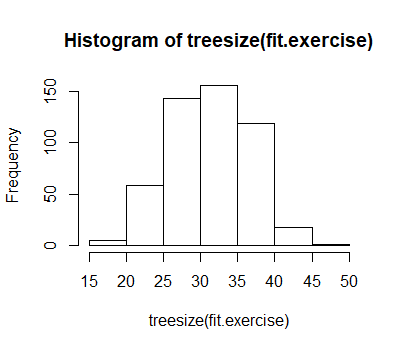 Histogram of treesize(fit.exercise)
Frequency
150
100
50
0
15 20 25 30 35 40 45 50
treesize(fit.exercise)